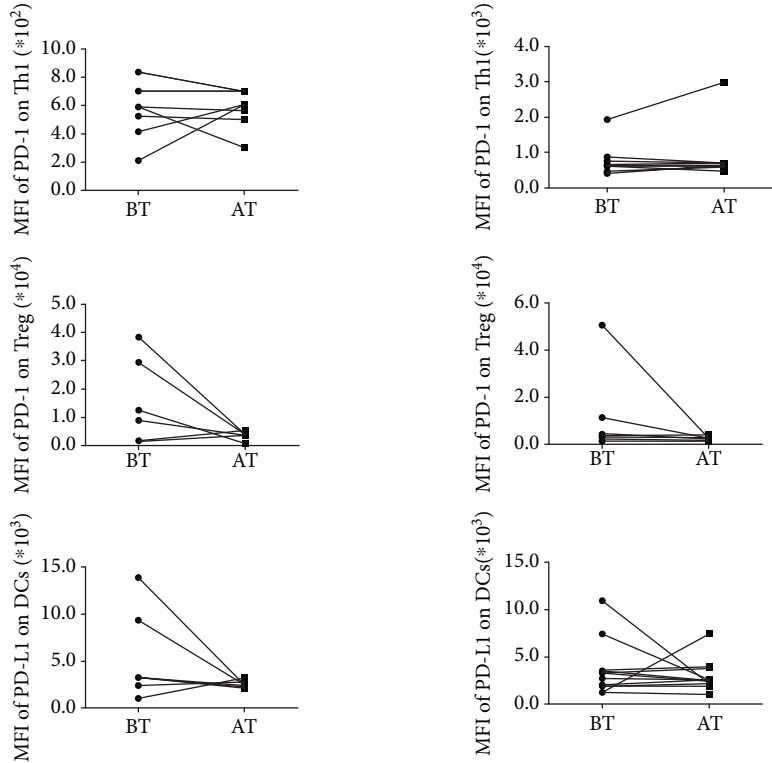 MFI of PD-1 on Th1 (*10²)
10.0
8.0
6.0
4.0
2.0
0.0
BT
AT
MFI of PD-1 on Th1 (*10³)
4.0
3.0
2.0
1.0
0.0
BT
AT
MFI of PD-1 on Treg (*10⁴)
5.0
4.0
3.0
2.0
1.0
0.0
BT
AT
MFI of PD-1 on Treg (*10⁴)
6.0
4.0
2.0
0.0
BT
AT
MFI of PD-L1 on DCs (*10³)
15.0
10.0
5.0
0.0
BT
AT
MFI of PD-L1 on DCs(*10³)
15.0
10.0
5.0
0.0
BT
AT